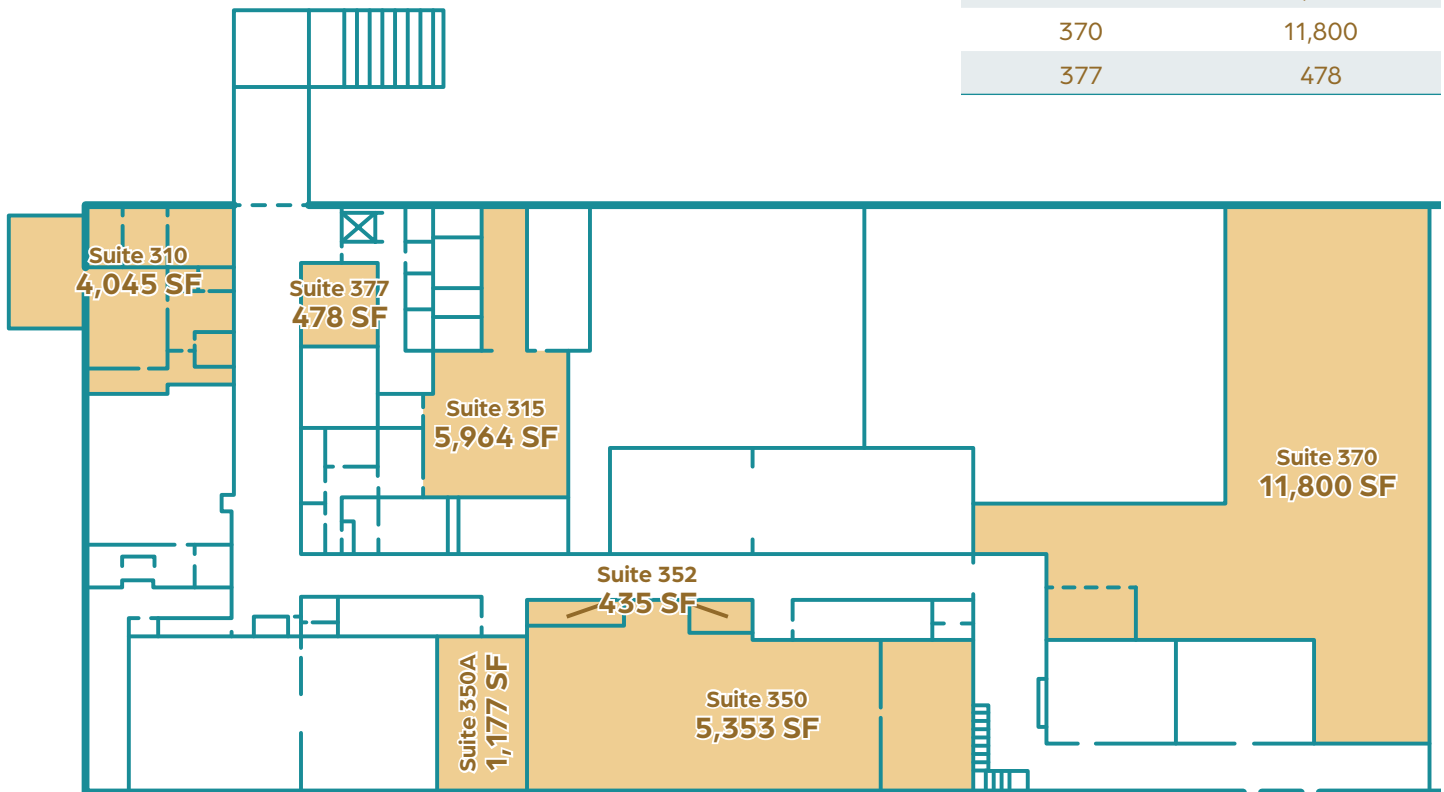 370 11,800
377 478
Suite 310
4,045 SF
Suite 377
478 SF
Suite 315
5,964 SF
Suite 370
11,800 SF
Suite 352
435 SF
Suite 350A
1,177 SF
Suite 350
5,353 SF